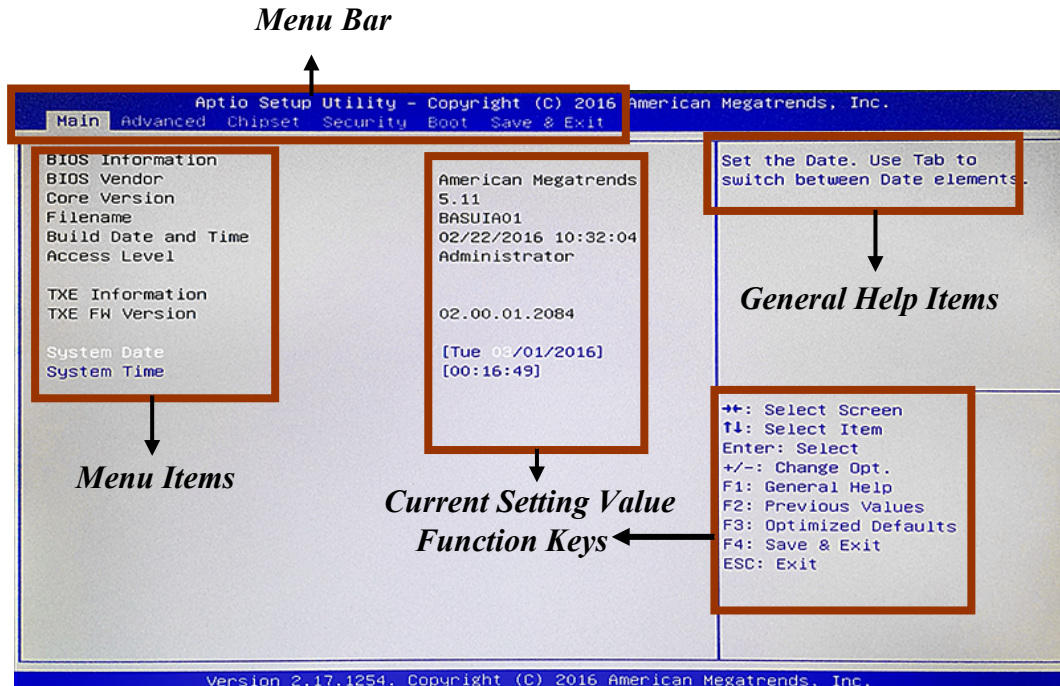 Menu Bar
Aptio Setup Utility – Copyright (C) 2016 American Megatrends, Inc.
Main Advanced Chipset Security Boot Save & Exit
BIOS Information
BIOS Vendor American Megatrends
Core Version 5.11
Filename BASUIA01
Build Date and Time 02/22/2016 10:32:04
Access Level Administrator
TXE Information
TXE FW Version 02.00.01.2084
System Date [Tue 03/01/2016]
System Time [00:16:49]
Set the Date. Use Tab to
switch between Date elements.
General Help Items
→←: Select Screen
↑↓: Select Item
Enter: Select
+/-: Change Opt.
F1: General Help
F2: Previous Values
F3: Optimized Defaults
F4: Save & Exit
ESC: Exit
Menu Items
Current Setting Value
Function Keys
Version 2.17.1254. Copyright (C) 2016 American Megatrends, Inc.